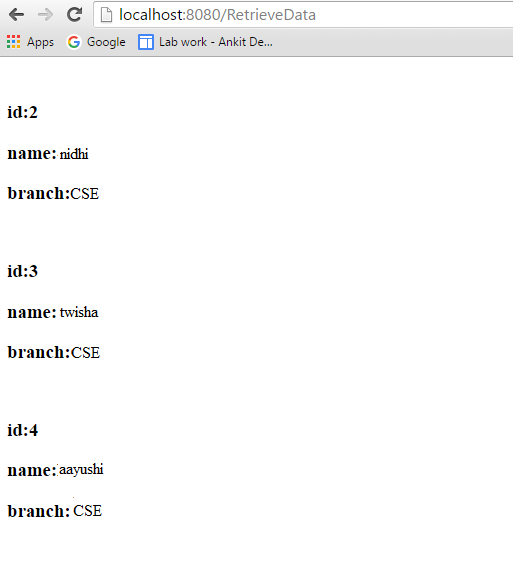 localhost:8080/RetrieveData
Apps Google Lab work - Ankit De...
id:2
name: nidhi
branch:CSE
id:3
name: twisha
branch:CSE
id:4
name: aayushi
branch: CSE